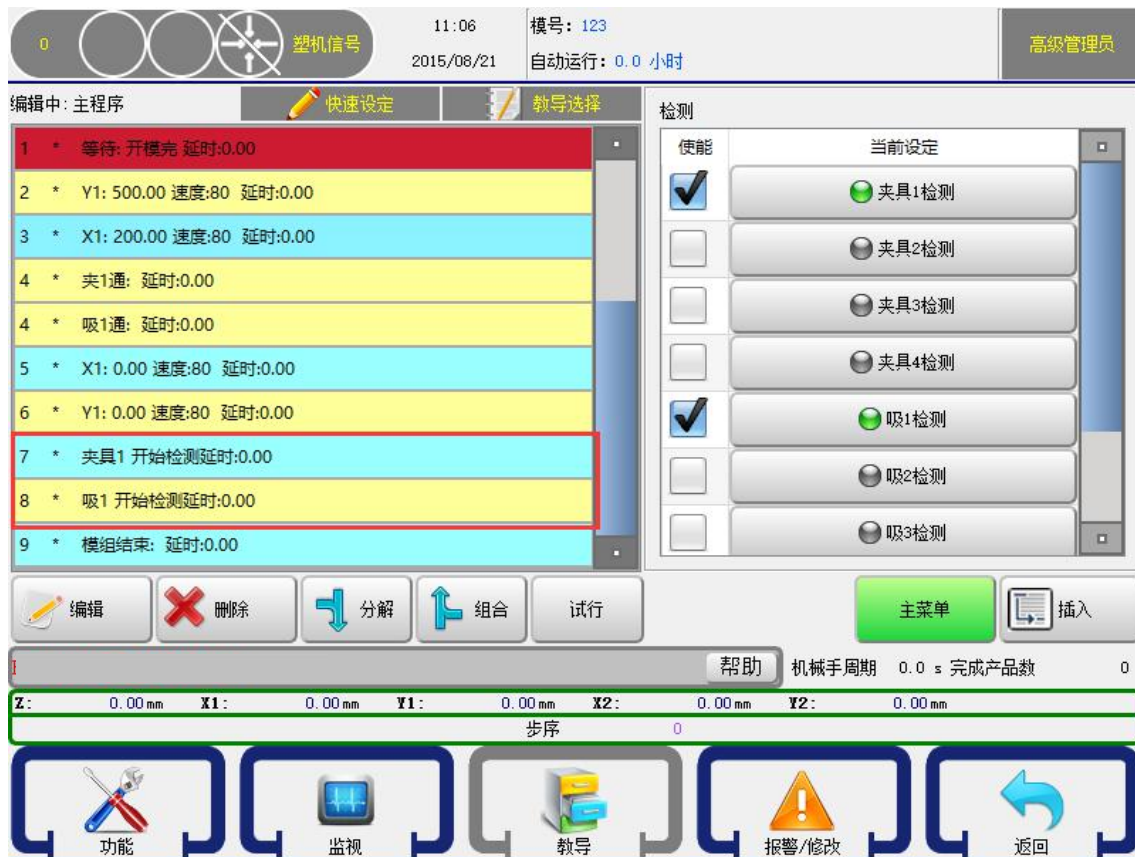 0 塑机信号 11:06 模号: 123 高级管理员
2015/08/21 自动运行: 0.0 小时
编辑中:主程序 快速设定 教导选择
1 * 等待: 开模完 延时:0.00
2 * Y1: 500.00 速度:80 延时:0.00
3 * X1: 200.00 速度:80 延时:0.00
4 * 夹1通: 延时:0.00
4 * 吸1通: 延时:0.00
5 * X1: 0.00 速度:80 延时:0.00
6 * Y1: 0.00 速度:80 延时:0.00
7 * 夹具1 开始检测延时:0.00
8 * 吸1 开始检测延时:0.00
9 * 模组结束: 延时:0.00
检测
使能 当前设定
夹具1检测
夹具2检测
夹具3检测
夹具4检测
吸1检测
吸2检测
吸3检测
编辑 删除 分解 组合 试行 主菜单 插入
帮助 机械手周期 0.0 s 完成产品数 0
Z: 0.00mm X1: 0.00mm Y1: 0.00mm X2: 0.00mm Y2: 0.00mm
步序 0
功能 监视 教导 报警/修改 返回